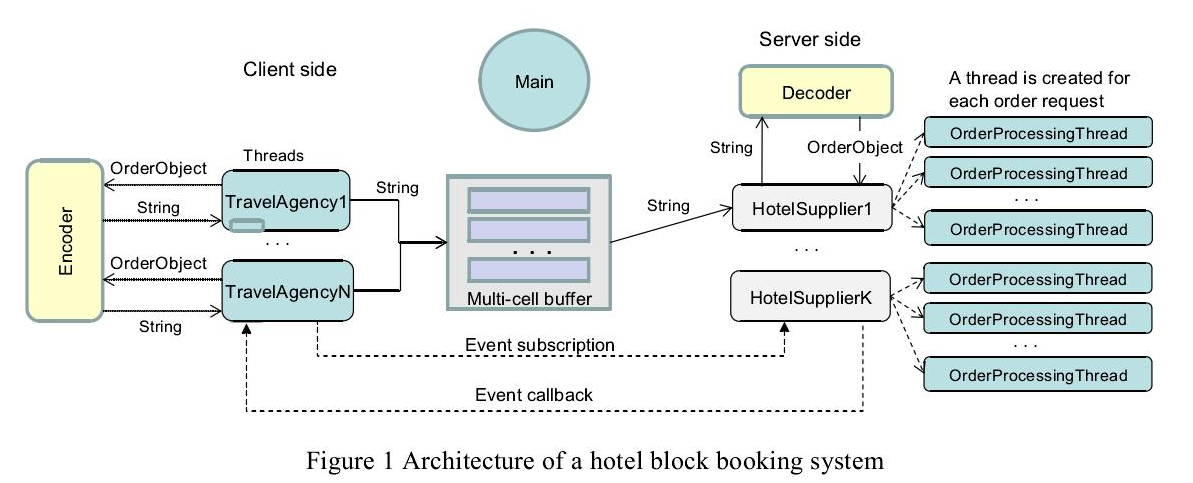 Server side
Client side
Main
Decoder
A thread is created for
each order request
OrderProcessingThread
String
OrderObject
Threads
OrderObject
String
TravelAgency1
String
String
HotelSupplier1
OrderProcessingThread
. . .
OrderProcessingThread
Encoder
. . .
. . .
. . .
OrderObject
TravelAgencyN
String
Multi-cell buffer
HotelSupplierK
OrderProcessingThread
OrderProcessingThread
. . .
OrderProcessingThread
Event subscription
Event callback
Figure 1 Architecture of a hotel block booking system